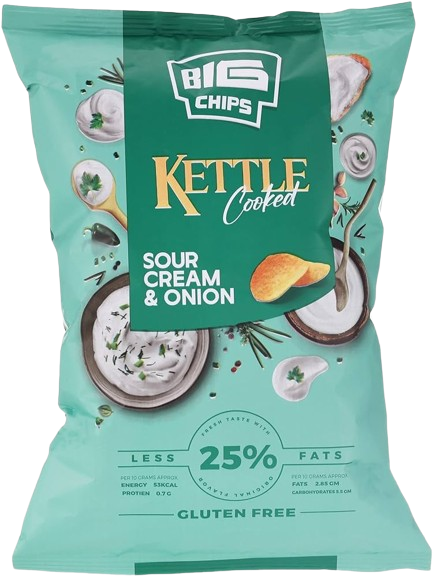 BIG
CHIPS
KETTLE
Cooked
SOUR
CREAM
& ONION
FRESH TASTE WITH
LESS 25% FATS
ORIGINAL FLAVOR
PER 10 GRAMS APPROX
ENERGY 53KCAL
PROTIEN 0.7 G
PER 10 GRAMS APPROX
FATS 2.85 GM
CARBOHYDRATES 5.5 GM
GLUTEN FREE